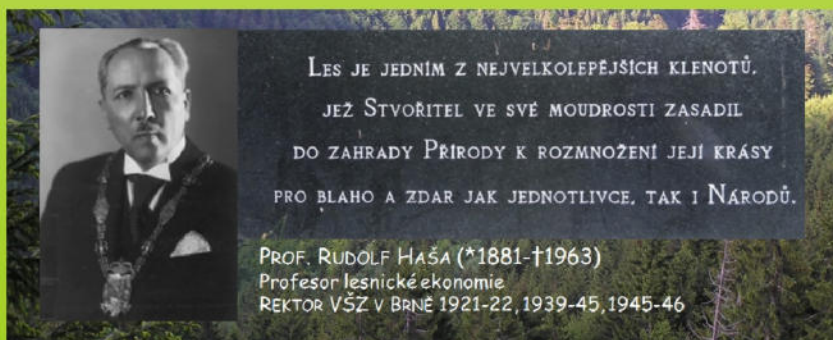 Les je jedním z nejvelkolepějších klenotů,
jež Stvořitel ve své moudrosti zasadil
do zahrady Přírody k rozmnožení její krásy
pro blaho a zdar jak jednotlivce, tak i Národů.
Prof. Rudolf Haša (*1881-†1963)
Profesor lesnické ekonomie
Rektor VŠZ v Brně 1921-22, 1939-45, 1945-46